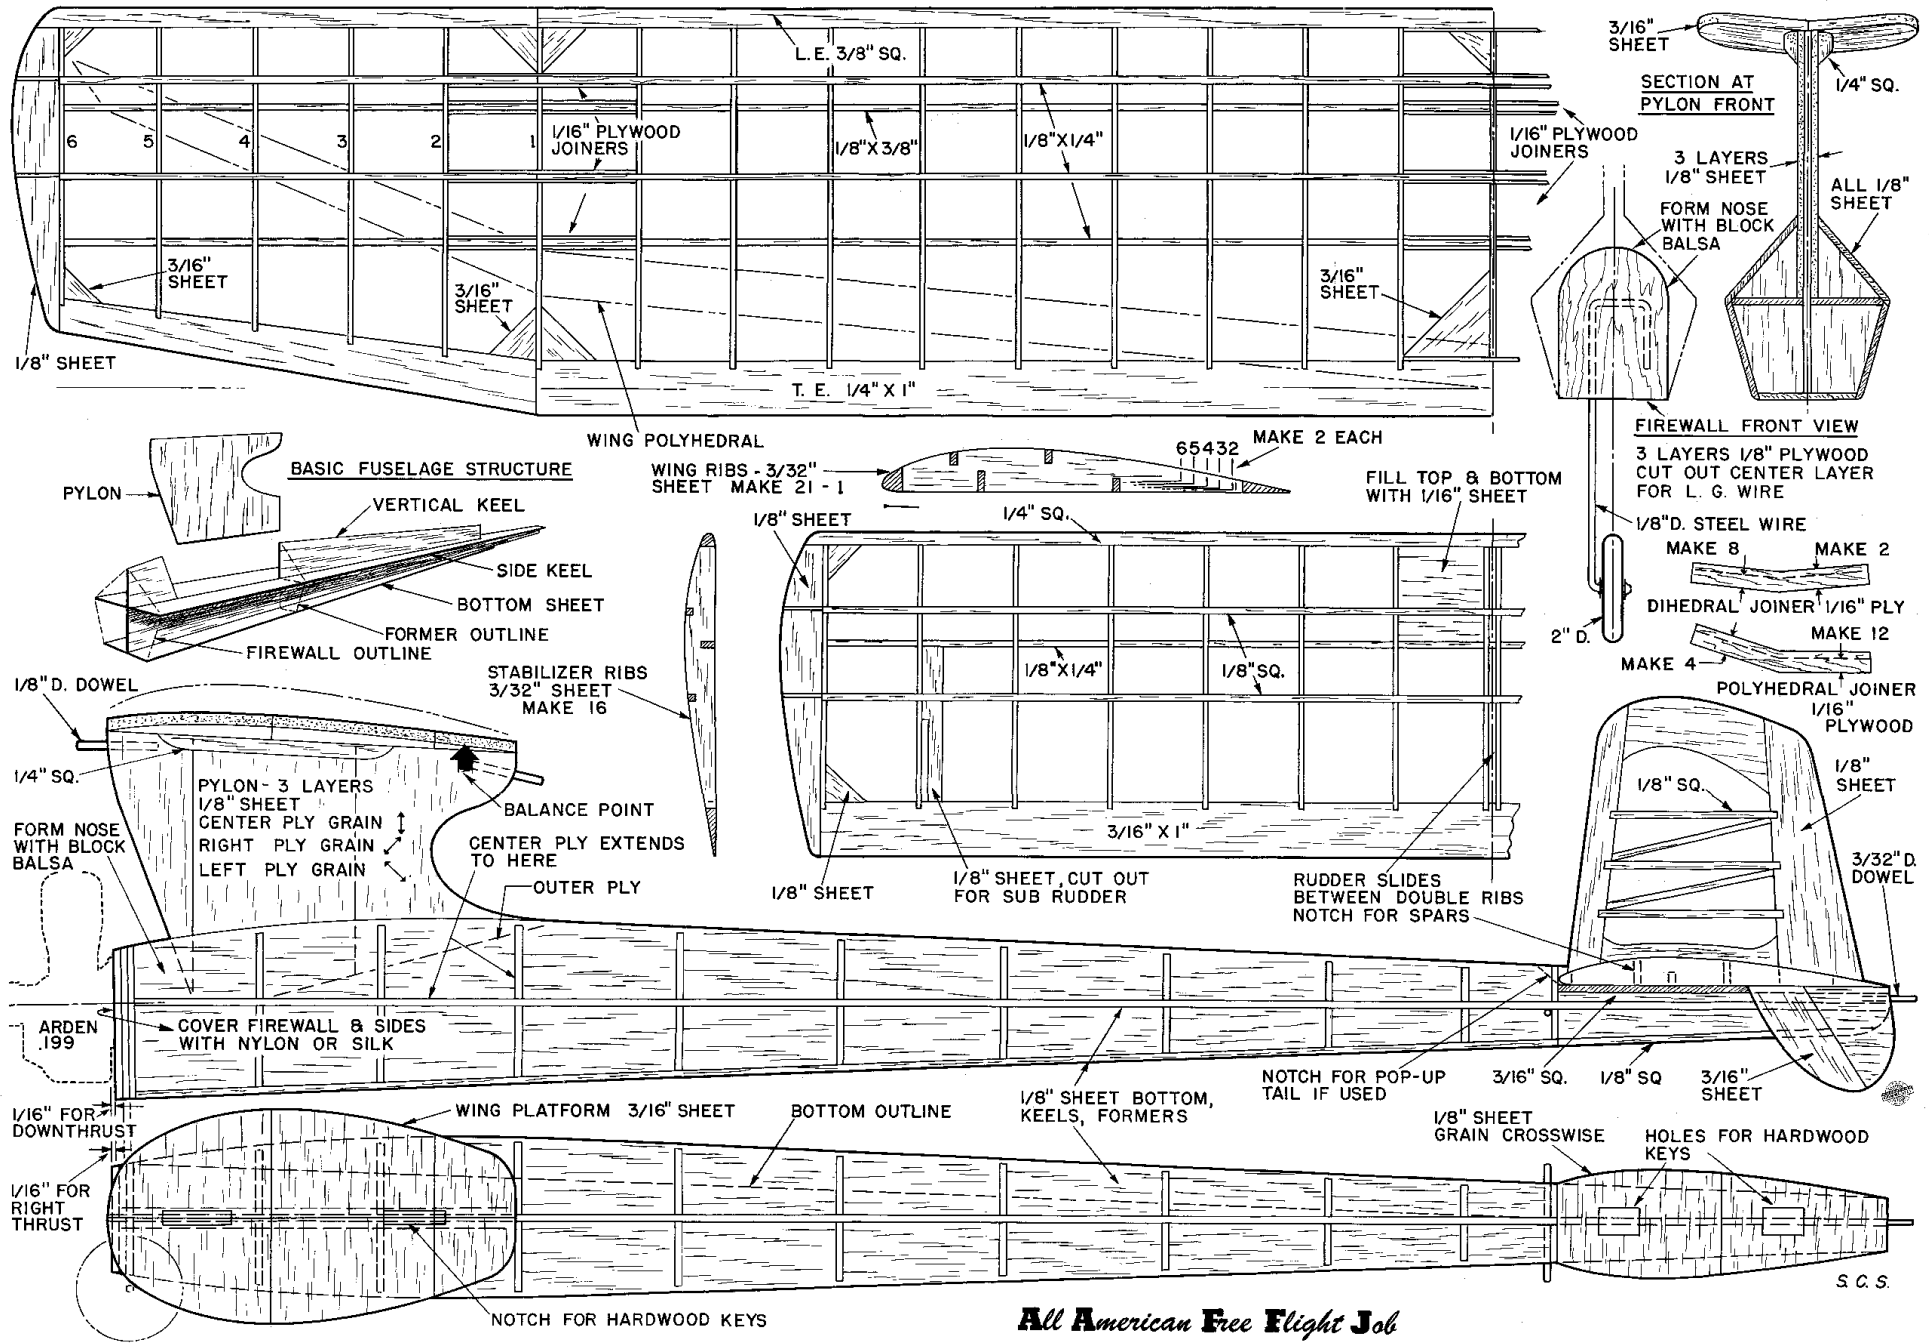 L.E. 3/8" SQ.
3/16"
SHEET
SECTION AT
PYLON FRONT
1/4" SQ.
6 5 4 3 2 1
1/16" PLYWOOD
JOINERS
1/8" X 3/8"
1/8" X 1/4"
1/16" PLYWOOD
JOINERS
3 LAYERS
1/8" SHEET
ALL 1/8"
SHEET
FORM NOSE
WITH BLOCK
BALSA
3/16"
SHEET
3/16"
SHEET
3/16"
SHEET
1/8" SHEET
T. E. 1/4" X 1"
WING POLYHEDRAL
FIREWALL FRONT VIEW
3 LAYERS 1/8" PLYWOOD
CUT OUT CENTER LAYER
FOR L. G. WIRE
1/8" D. STEEL WIRE
PYLON
BASIC FUSELAGE STRUCTURE
VERTICAL KEEL
SIDE KEEL
BOTTOM SHEET
FORMER OUTLINE
FIREWALL OUTLINE
WING RIBS - 3/32"
SHEET MAKE 21 - 1
65432
MAKE 2 EACH
FILL TOP & BOTTOM
WITH 1/16" SHEET
1/8" SHEET
1/4" SQ.
1/8" X 1/4"
1/8" SQ.
STABILIZER RIBS
3/32" SHEET
MAKE 16
3/16" X 1"
1/8" SHEET
1/8" SHEET, CUT OUT
FOR SUB RUDDER
RUDDER SLIDES
BETWEEN DOUBLE RIBS
NOTCH FOR SPARS
MAKE 8
MAKE 2
DIHEDRAL JOINER 1/16" PLY
2" D.
MAKE 12
MAKE 4
POLYHEDRAL JOINER
1/16"
PLYWOOD
1/8" D. DOWEL
1/4" SQ.
PYLON - 3 LAYERS
1/8" SHEET
CENTER PLY GRAIN
RIGHT PLY GRAIN
LEFT PLY GRAIN
BALANCE POINT
CENTER PLY EXTENDS
TO HERE
OUTER PLY
FORM NOSE
WITH BLOCK
BALSA
1/8" SQ.
1/8"
SHEET
3/32" D.
DOWEL
ARDEN
.199
COVER FIREWALL & SIDES
WITH NYLON OR SILK
NOTCH FOR POP-UP
TAIL IF USED
3/16" SQ.
1/8" SQ
3/16"
SHEET
1/16" FOR
DOWNTHRUST
WING PLATFORM 3/16" SHEET
BOTTOM OUTLINE
1/8" SHEET BOTTOM,
KEELS, FORMERS
1/8" SHEET
GRAIN CROSSWISE
HOLES FOR HARDWOOD
KEYS
1/16" FOR
RIGHT
THRUST
NOTCH FOR HARDWOOD KEYS
S. C. S.
All American Free Flight Job